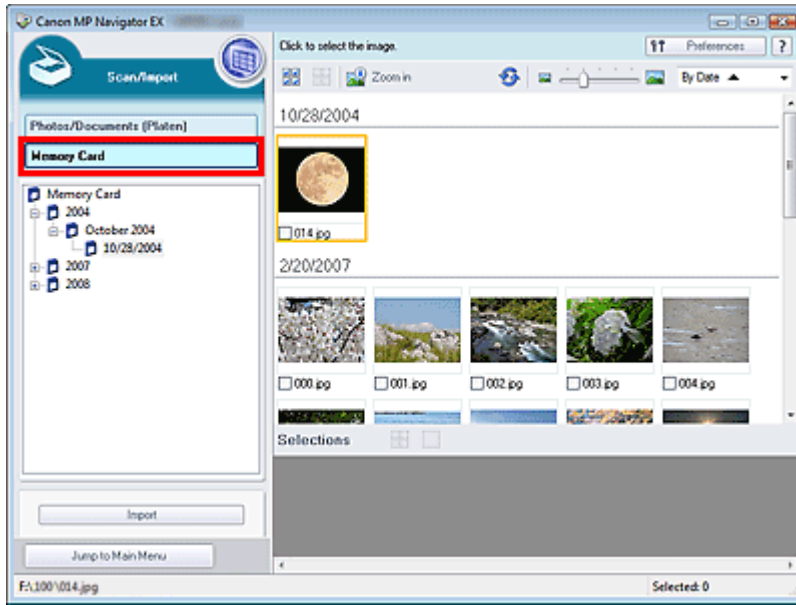 Canon MP Navigator EX
Scan/Import
Photos/Documents (Platen)
Memory Card
Memory Card
2004
October 2004
10/28/2004
2007
2008
Import
Jump to Main Menu
Click to select the image.
Preferences
?
Zoom in
By Date
10/28/2004
014.jpg
2/20/2007
000.jpg
001.jpg
002.jpg
003.jpg
004.jpg
Selections
F:\100\014.jpg
Selected: 0